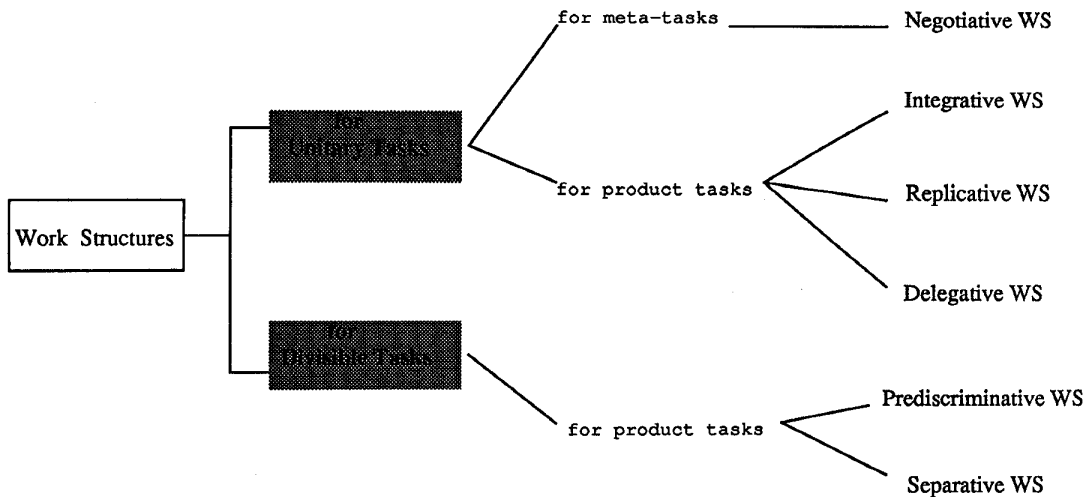 for meta-tasks
Negotiative WS
for
Unitary Tasks
Integrative WS
for product tasks
Replicative WS
Work Structures
Delegative WS
for
Divisible Tasks
for product tasks
Prediscriminative WS
Separative WS